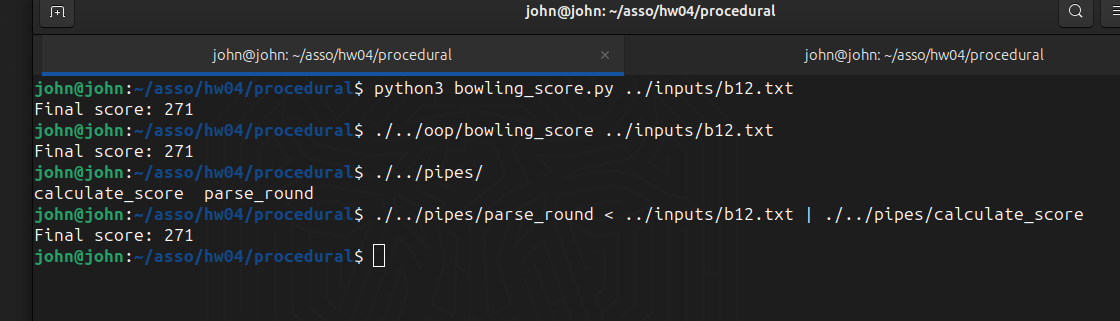 john@john: ~/asso/hw04/procedural
john@john: ~/asso/hw04/procedural × john@john: ~/asso/hw04/procedural
john@john:~/asso/hw04/procedural$ python3 bowling_score.py ../inputs/b12.txt
Final score: 271
john@john:~/asso/hw04/procedural$ ./../oop/bowling_score ../inputs/b12.txt
Final score: 271
john@john:~/asso/hw04/procedural$ ./../pipes/
calculate_score  parse_round
john@john:~/asso/hw04/procedural$ ./../pipes/parse_round < ../inputs/b12.txt | ./../pipes/calculate_score
Final score: 271
john@john:~/asso/hw04/procedural$